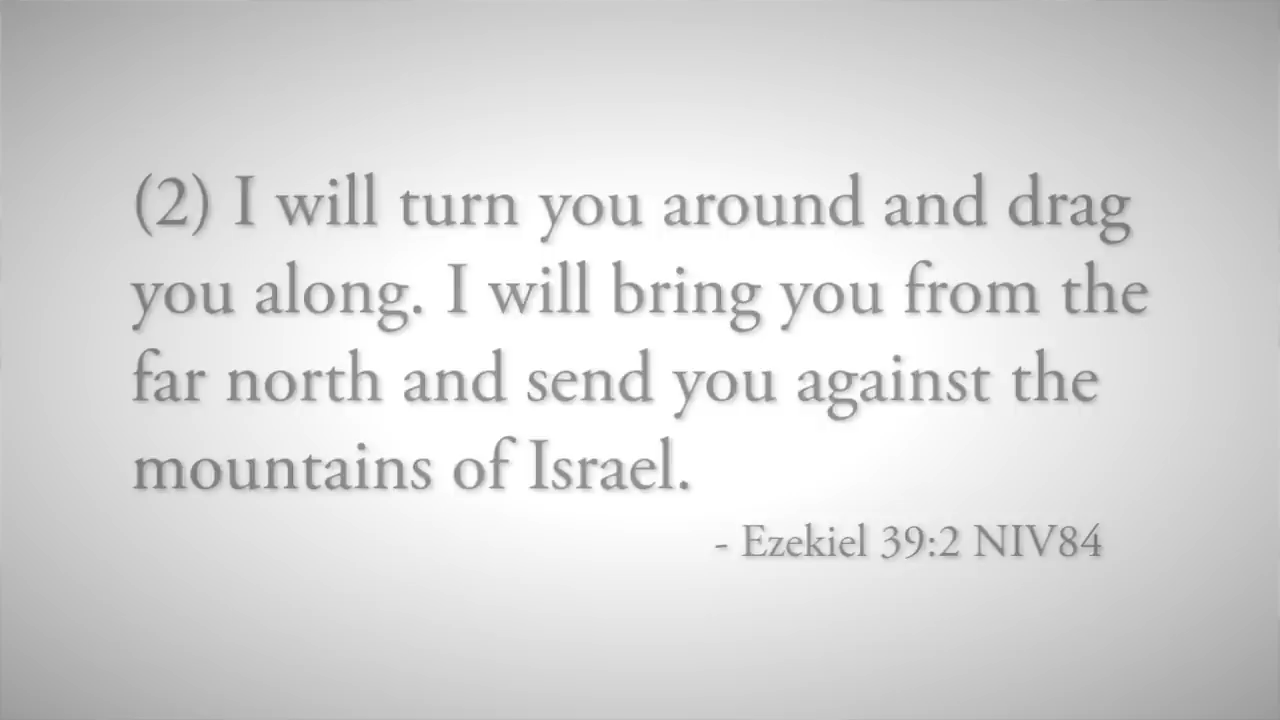 (2) I will turn you around and drag
you along. I will bring you from the
far north and send you against the
mountains of Israel.
- Ezekiel 39:2 NIV84